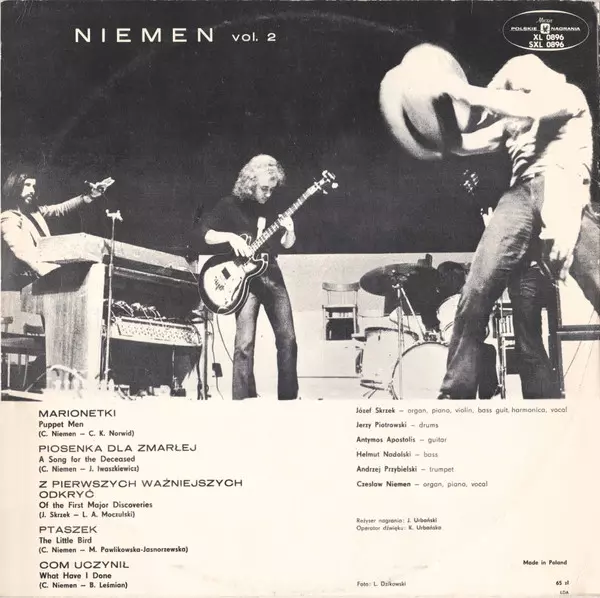 NIEMEN vol. 2
Muza
POLSKIE NAGRANIA
XL 0896
SXL 0896
MARIONETKI
Puppet Men
(C. Niemen – C. K. Norwid)
PIOSENKA DLA ZMARŁEJ
A Song for the Deceased
(C. Niemen – J. Iwaszkiewicz)
Z PIERWSZYCH WAŻNIEJSZYCH
ODKRYĆ
Of the First Major Discoveries
(J. Skrzek – L. A. Moczulski)
PTASZEK
The Little Bird
(C. Niemen – M. Pawlikowska-Jasnorzewska)
COM UCZYNIŁ
What Have I Done
(C. Niemen – B. Leśmian)
Józef Skrzek – organ, piano, violin, bass guit. harmonica, vocal
Jerzy Piotrowski – drums
Antymos Apostolis – guitar
Helmut Nadolski – bass
Andrzej Przybielski – trumpet
Czesław Niemen – organ, piano, vocal
Reżyser nagrania: J. Urbański
Operator dźwięku: K. Urbańska
Foto: L. Dzikowski
Made in Poland
65 zł
ŁDA